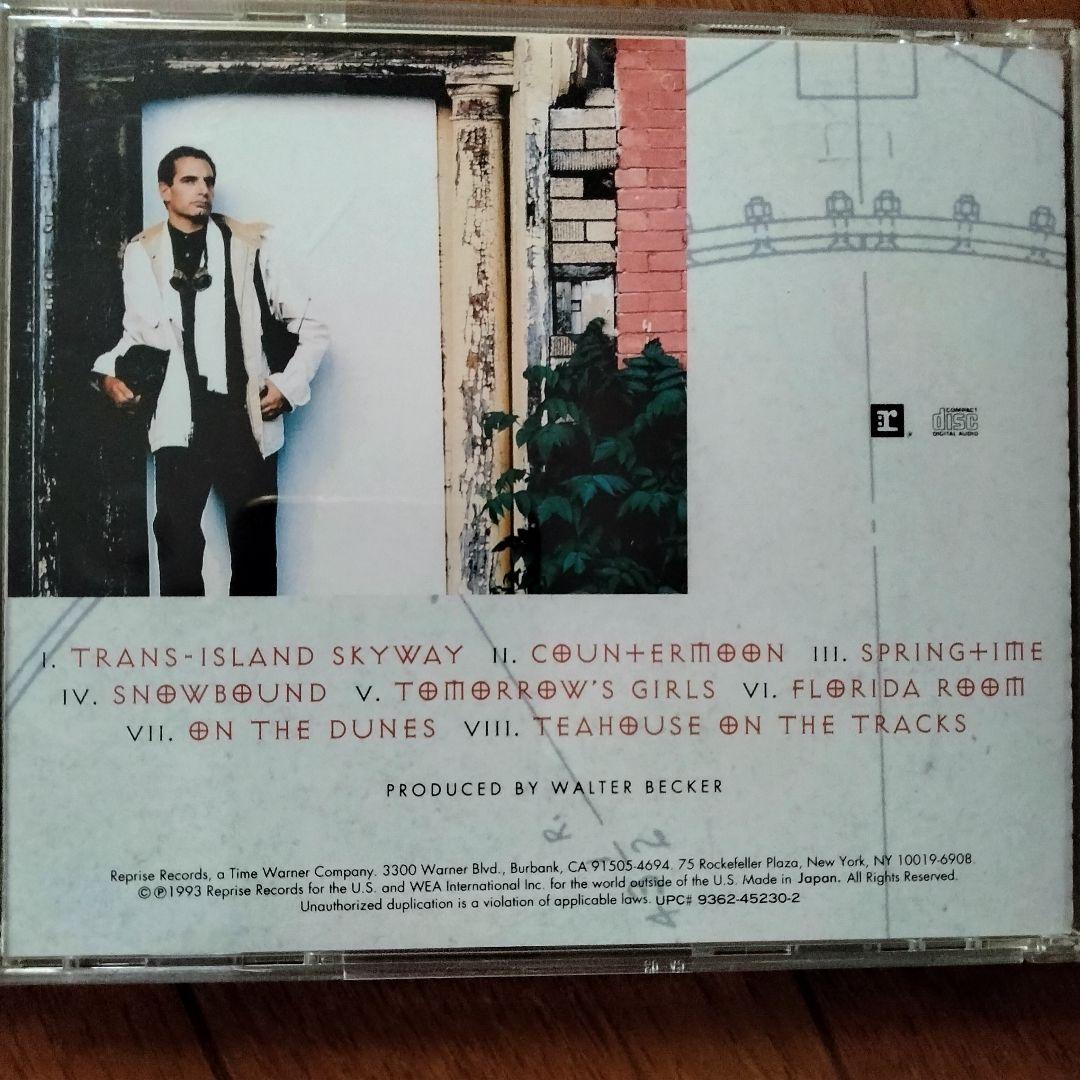 r
COMPACT
disc
DIGITAL AUDIO
I. TRANS-ISLAND SKYWAY II. COUNTERMOON III. SPRINGTIME
IV. SNOWBOUND V. TOMORROW'S GIRLS VI. FLORIDA ROOM
VII. ON THE DUNES VIII. TEAHOUSE ON THE TRACKS
PRODUCED BY WALTER BECKER
Reprise Records, a Time Warner Company. 3300 Warner Blvd., Burbank, CA 91505-4694. 75 Rockefeller Plaza, New York, NY 10019-6908.
©℗1993 Reprise Records for the U.S. and WEA International Inc. for the world outside of the U.S. Made in Japan. All Rights Reserved.
Unauthorized duplication is a violation of applicable laws. UPC# 9362-45230-2